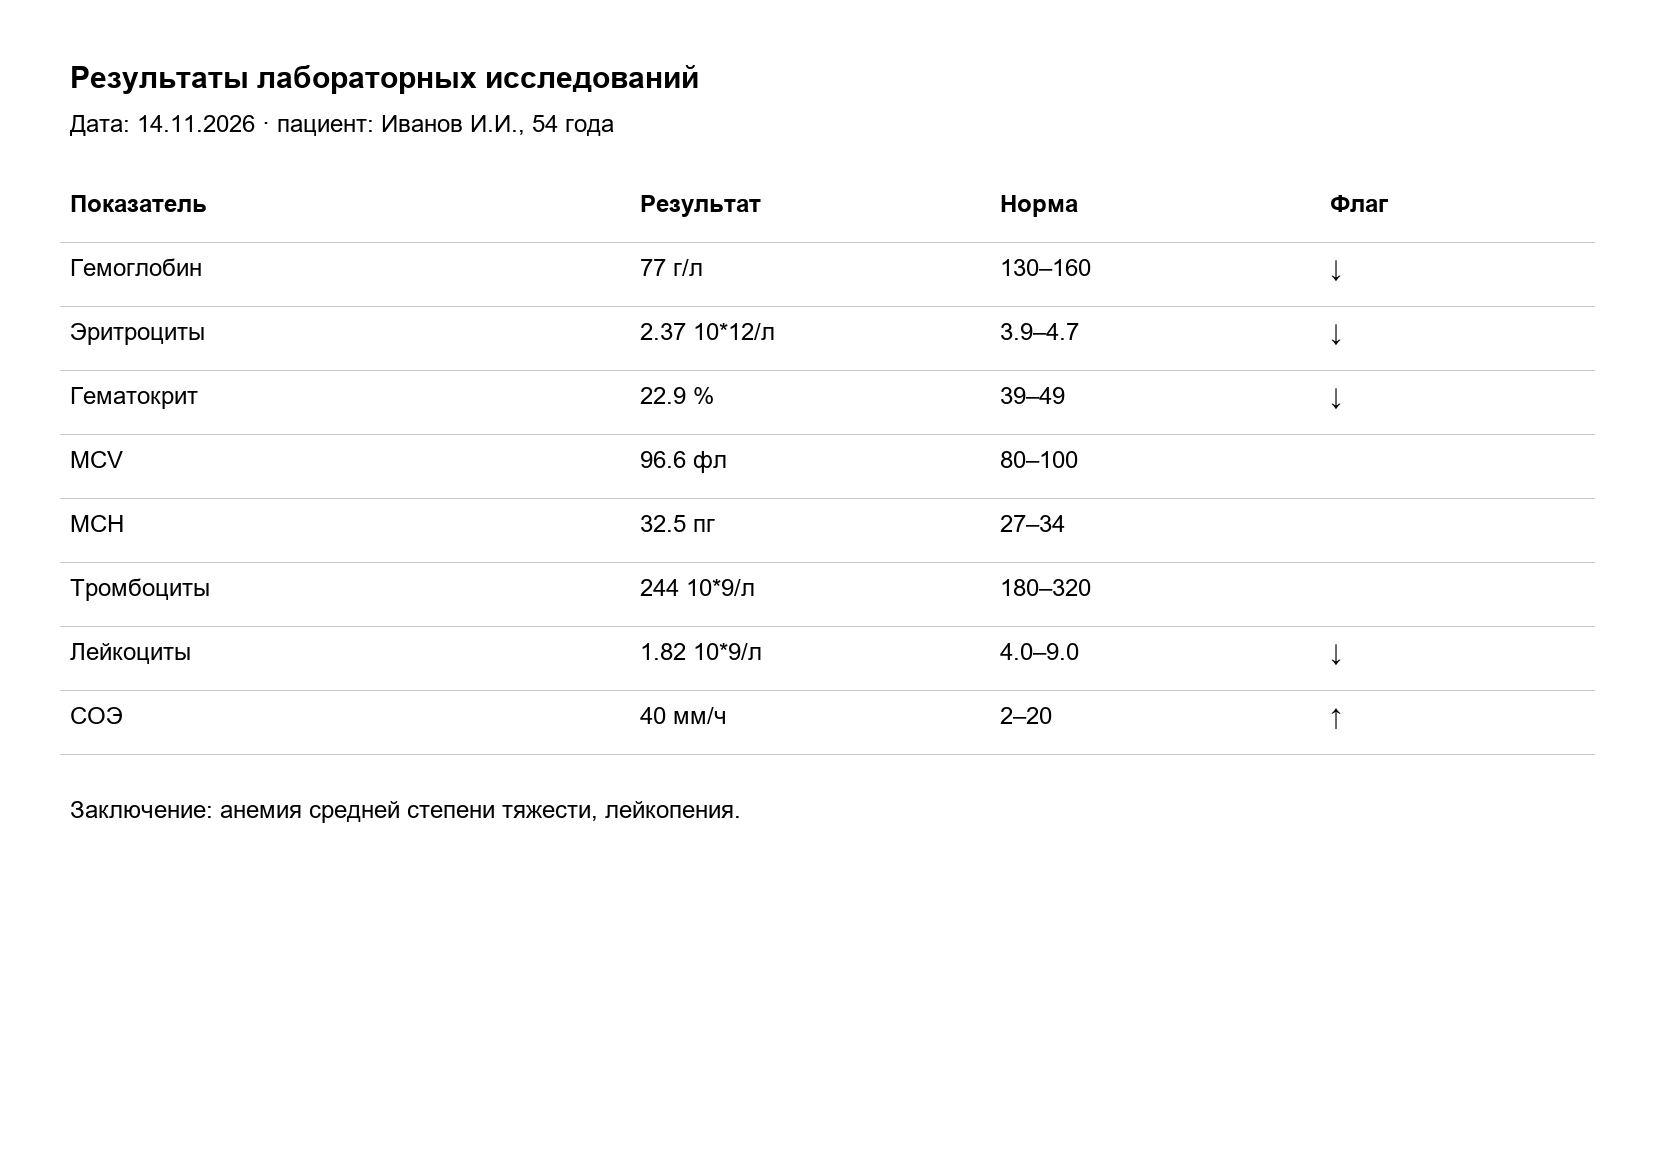 Результаты лабораторных исследований
Дата: 14.11.2026 · пациент: Иванов И.И., 54 года
Показатель Результат Норма Флаг
Гемоглобин 77 г/л 130–160 ↓
Эритроциты 2.37 10*12/л 3.9–4.7 ↓
Гематокрит 22.9 % 39–49 ↓
MCV 96.6 фл 80–100
MCH 32.5 пг 27–34
Тромбоциты 244 10*9/л 180–320
Лейкоциты 1.82 10*9/л 4.0–9.0 ↓
СОЭ 40 мм/ч 2–20 ↑
Заключение: анемия средней степени тяжести, лейкопения.